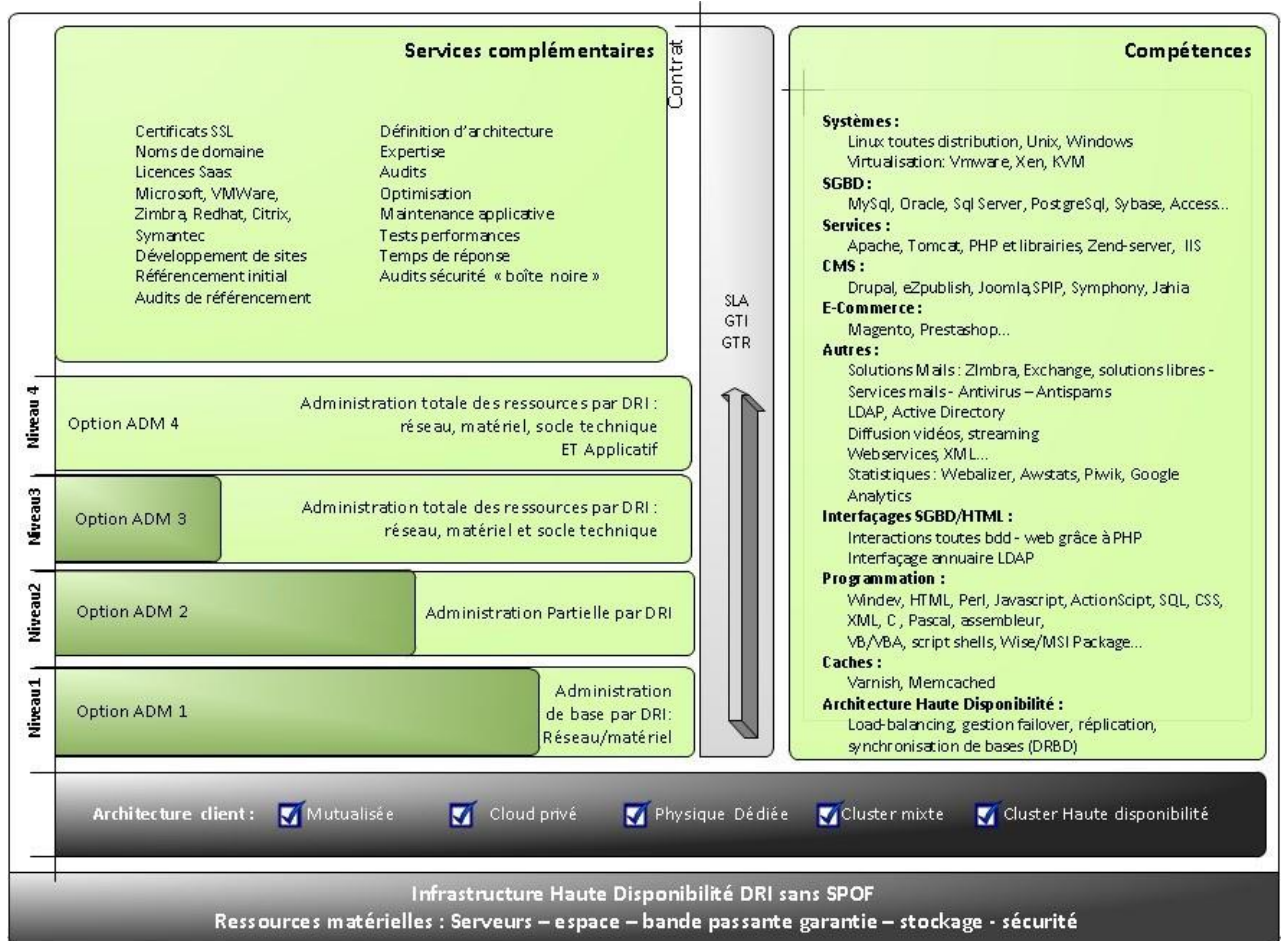 Services complémentaires
Certificats SSL
Noms de domaine
Licences Saas:
Microsoft, VMWare,
Zimbra, Redhat, Citrix,
Symantec
Développement de sites
Référencement initial
Audits de référencement
Définition d'architecture
Expertise
Audits
Optimisation
Maintenance applicative
Tests performances
Temps de réponse
Audits sécurité « boîte noire »
Niveau 4
Option ADM 4
Administration totale des ressources par DRI :
réseau, matériel, socle technique
ET Applicatif
Niveau3
Option ADM 3
Administration totale des ressources par DRI :
réseau, matériel et socle technique
Niveau2
Option ADM 2
Administration Partielle par DRI
Niveau1
Option ADM 1
Administration
de base par DRI:
Réseau/matériel
Contrat
SLA
GTI
GTR
Compétences
Systèmes :
Linux toutes distribution, Unix, Windows
Virtualisation: Vmware, Xen, KVM
SGBD :
MySql, Oracle, Sql Server, PostgreSql, Sybase, Access...
Services :
Apache, Tomcat, PHP et librairies, Zend-server, IIS
CMS :
Drupal, eZpublish, Joomla,SPIP, Symphony, Jahia
E-Commerce :
Magento, Prestashop...
Autres :
Solutions Mails : ZImbra, Exchange, solutions libres -
Services mails - Antivirus – Antispams
LDAP, Active Directory
Diffusion vidéos, streaming
Webservices, XML...
Statistiques : Webalizer, Awstats, Piwik, Google
Analytics
Interfaçages SGBD/HTML :
Interactions toutes bdd - web grâce à PHP
Interfaçage annuaire LDAP
Programmation :
Windev, HTML, Perl, Javascript, ActionScipt, SQL, CSS,
XML, C , Pascal, assembleur,
VB/VBA, script shells, Wise/MSI Package...
Caches :
Varnish, Memcached
Architecture Haute Disponibilité :
Load-balancing, gestion failover, réplication,
synchronisation de bases (DRBD)
Architecture client : Mutualisée Cloud privé Physique Dédiée Cluster mixte Cluster Haute disponibilité
Infrastructure Haute Disponibilité DRI sans SPOF
Ressources matérielles : Serveurs – espace – bande passante garantie – stockage - sécurité